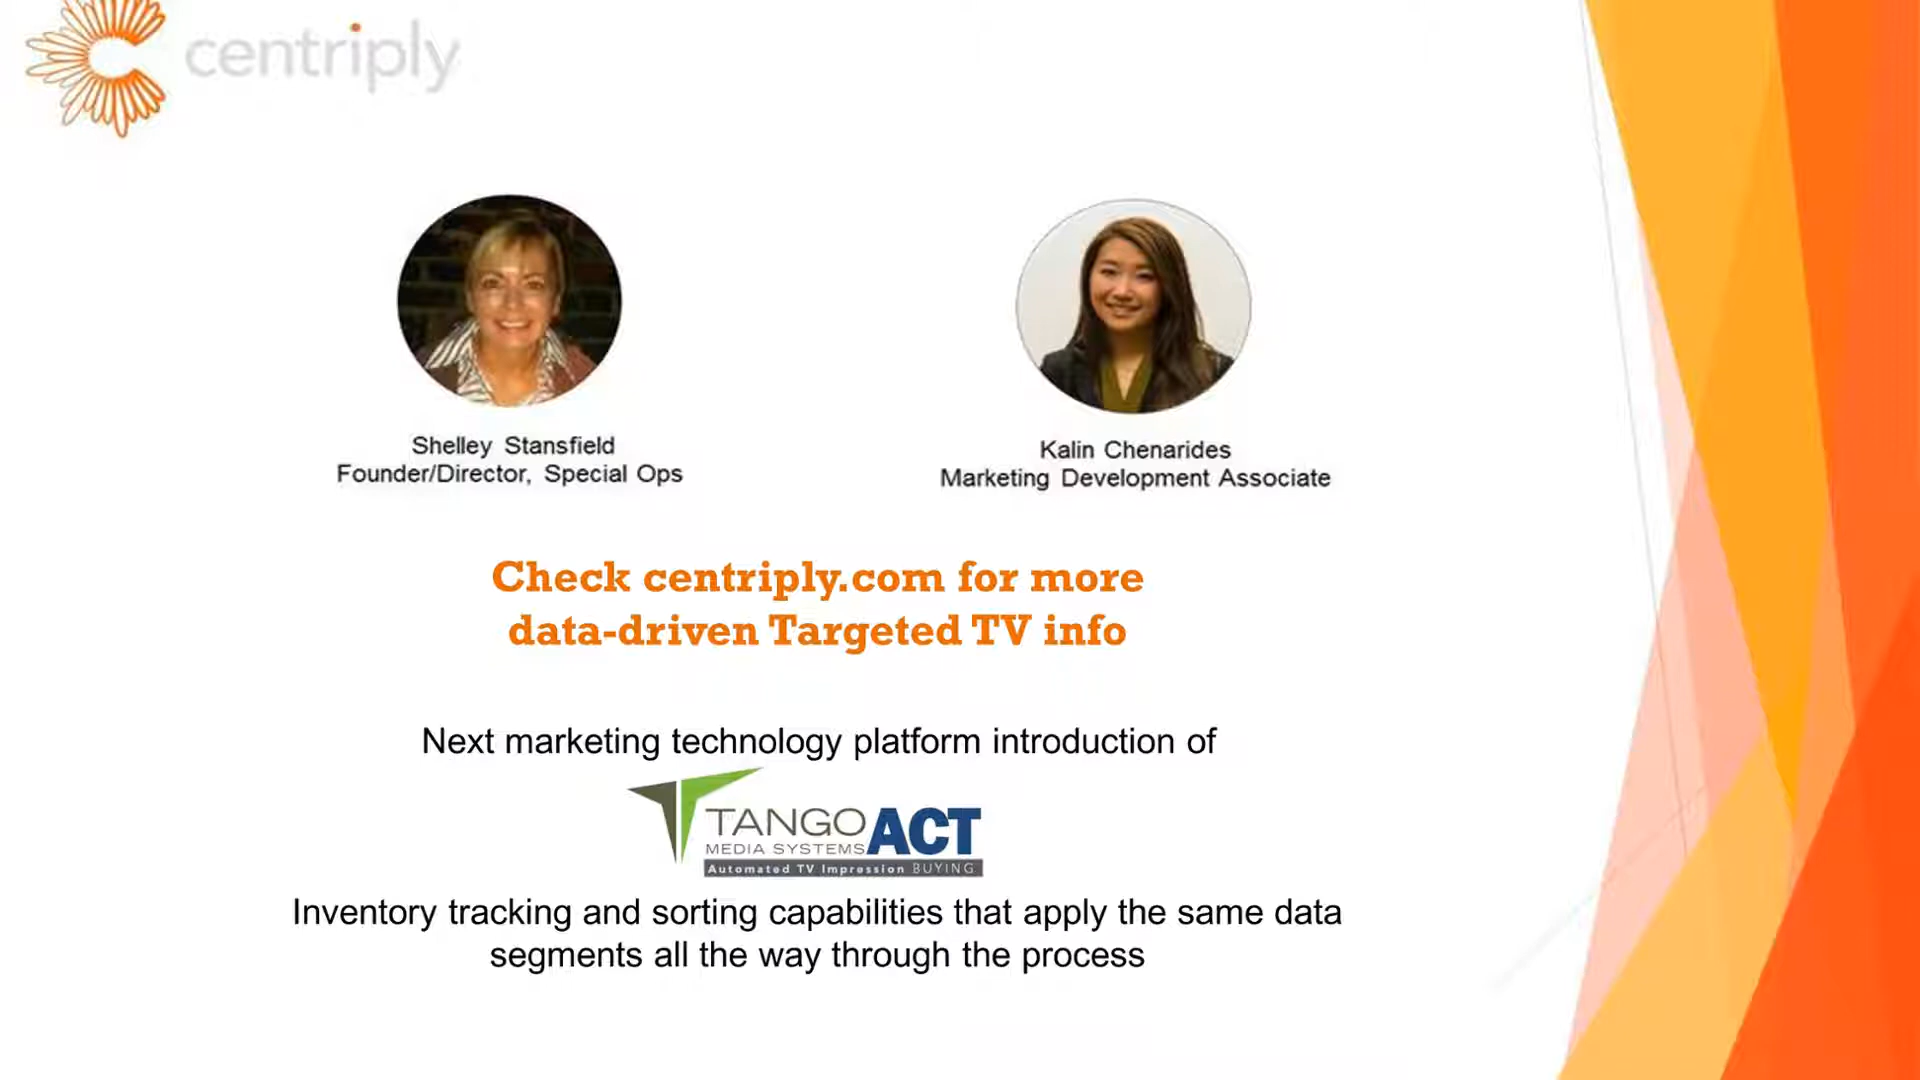 centriply
Shelley Stansfield
Founder/Director, Special Ops
Kalin Chenarides
Marketing Development Associate
Check centriply.com for more
data-driven Targeted TV info
Next marketing technology platform introduction of
TANGO ACT
MEDIA SYSTEMS
Automated TV Impression BUYING
Inventory tracking and sorting capabilities that apply the same data
segments all the way through the process